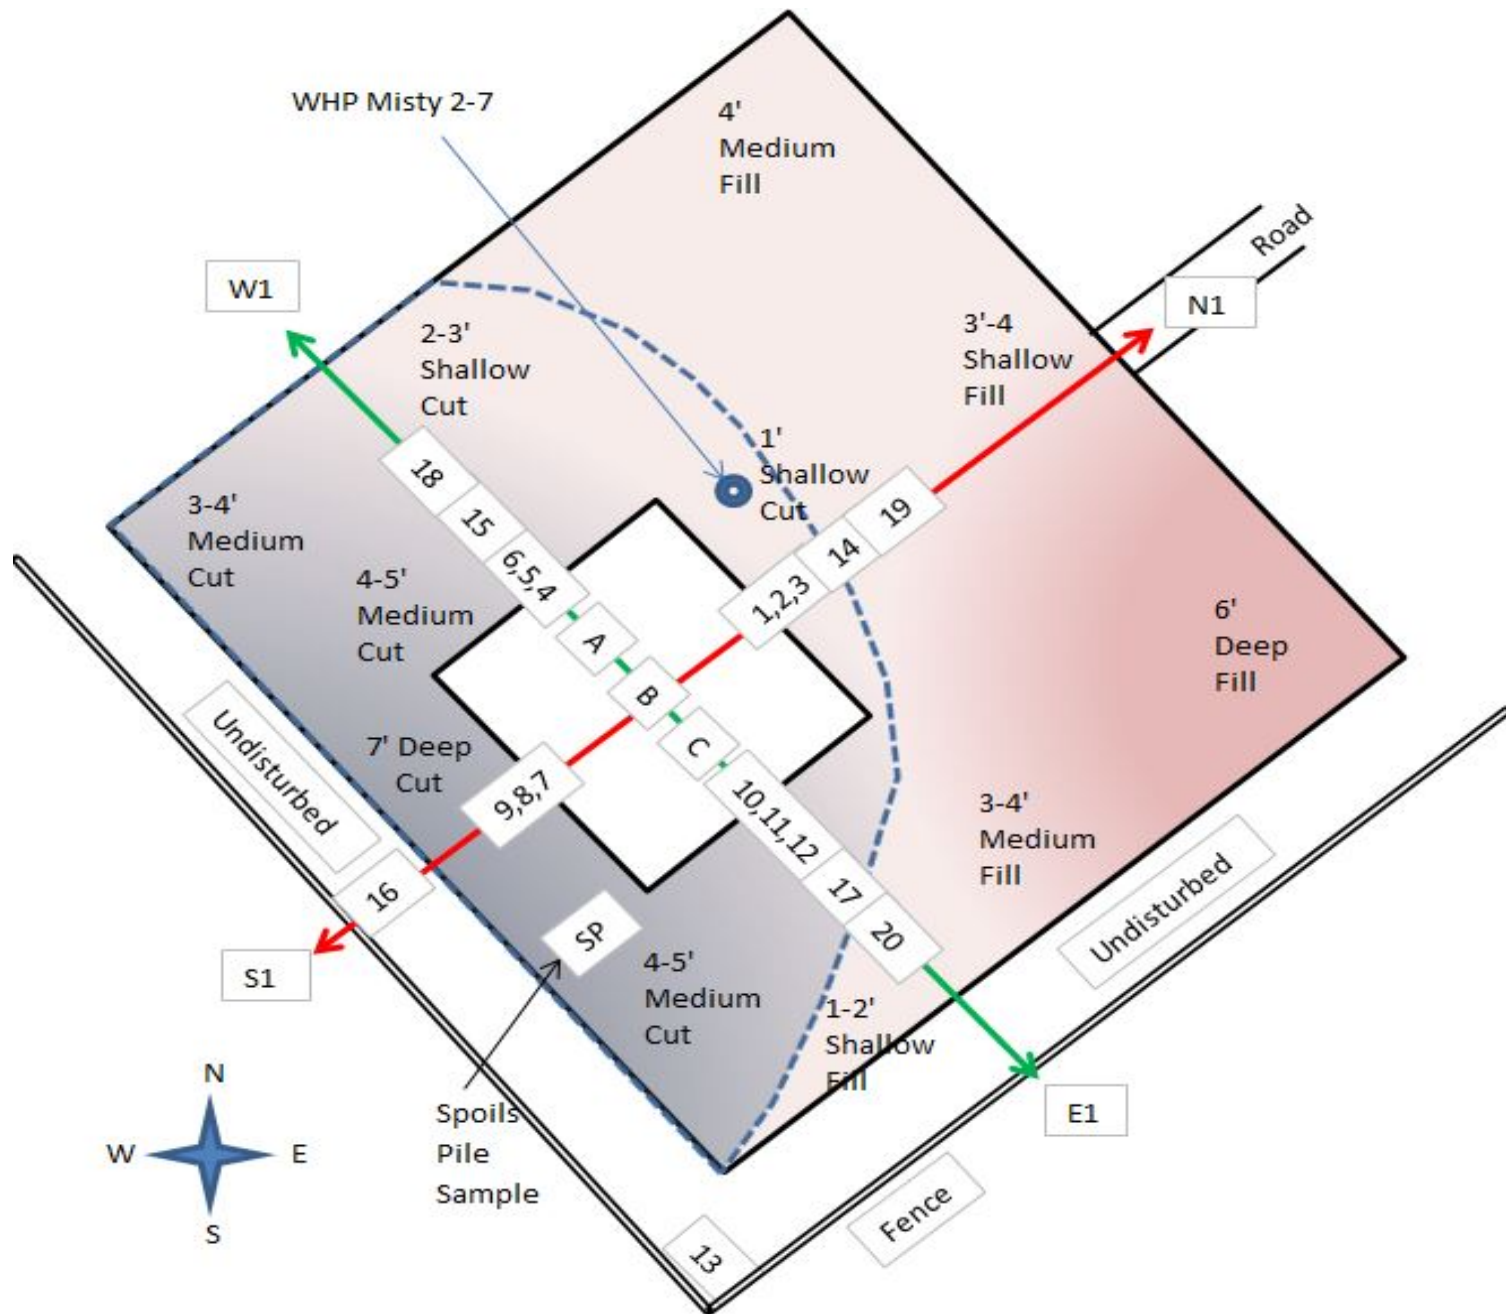 WHP Misty 2-7
4'
Medium
Fill
Road
W1
N1
2-3'
Shallow
Cut
3'-4
Shallow
Fill
1'
Shallow
Cut
18
15
6,5,4
A
B
C
10,11,12
17
20
19
14
1,2,3
9,8,7
16
3-4'
Medium
Cut
4-5'
Medium
Cut
6'
Deep
Fill
Undisturbed
7' Deep
Cut
3-4'
Medium
Fill
Undisturbed
SP
S1
4-5'
Medium
Cut
1-2'
Shallow
Fill
E1
N
W
E
S
Spoils
Pile
Sample
Fence
13